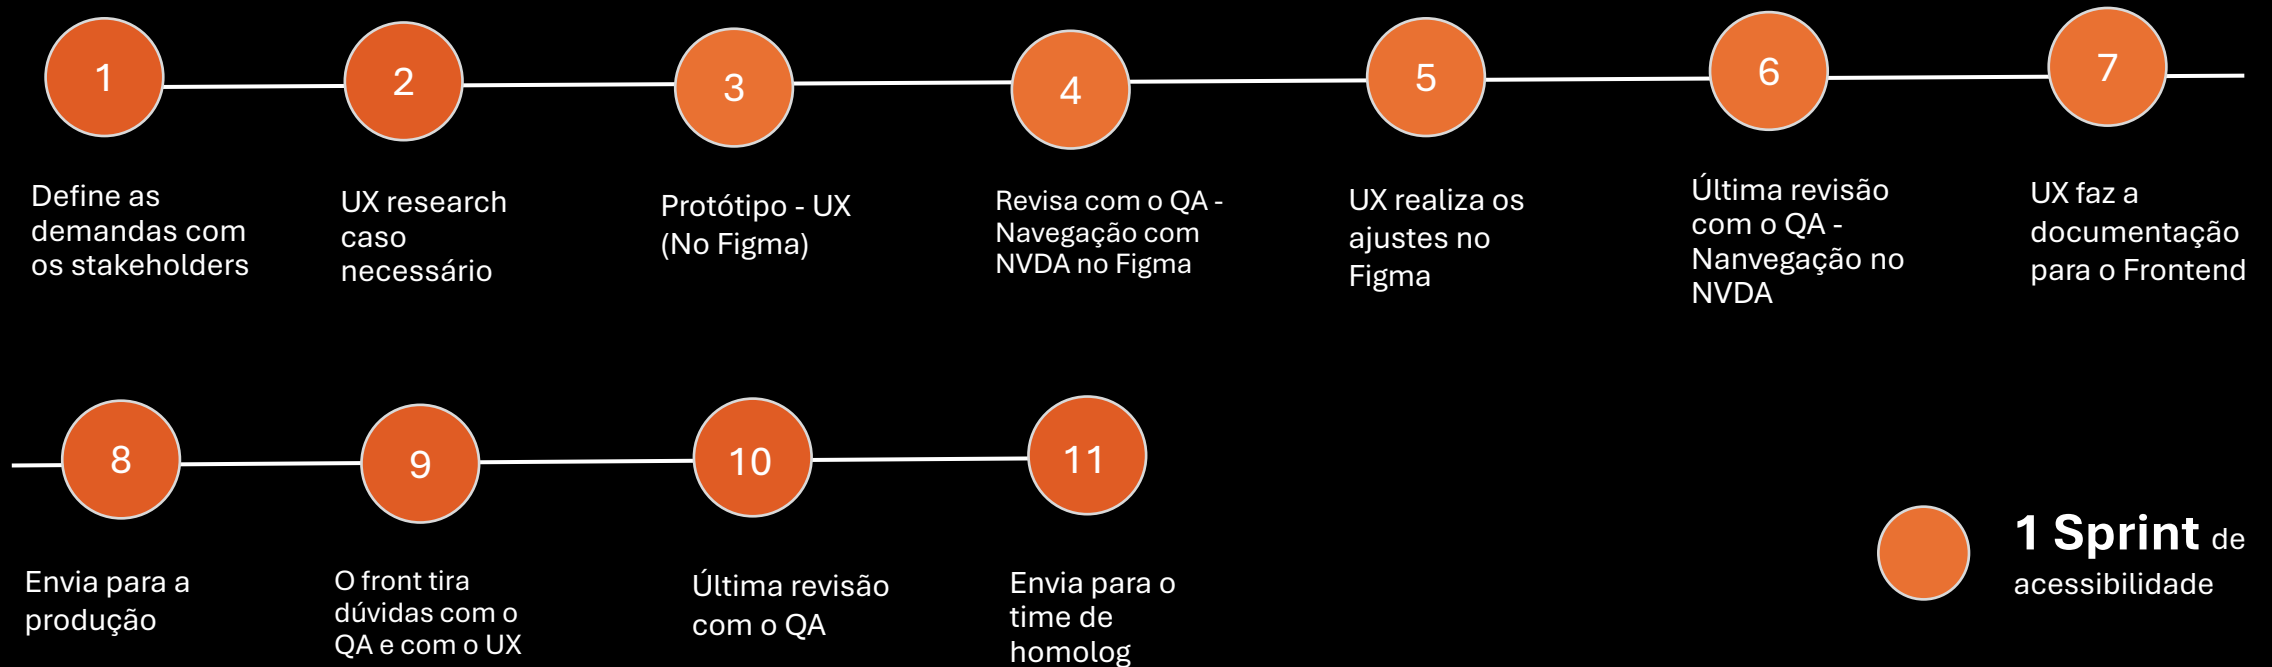 1
2
3
4
5
6
7
Define as
demandas com
os stakeholders
UX research
caso
necessário
Protótipo - UX
(No Figma)
Revisa com o QA -
Navegação com
NVDA no Figma
UX realiza os
ajustes no
Figma
Última revisão
com o QA -
Nanvegação no
NVDA
UX faz a
documentação
para o Frontend
8
9
10
11
Envia para a
produção
O front tira
dúvidas com o
QA e com o UX
Última revisão
com o QA
Envia para o
time de
homolog
1 Sprint de
acessibilidade